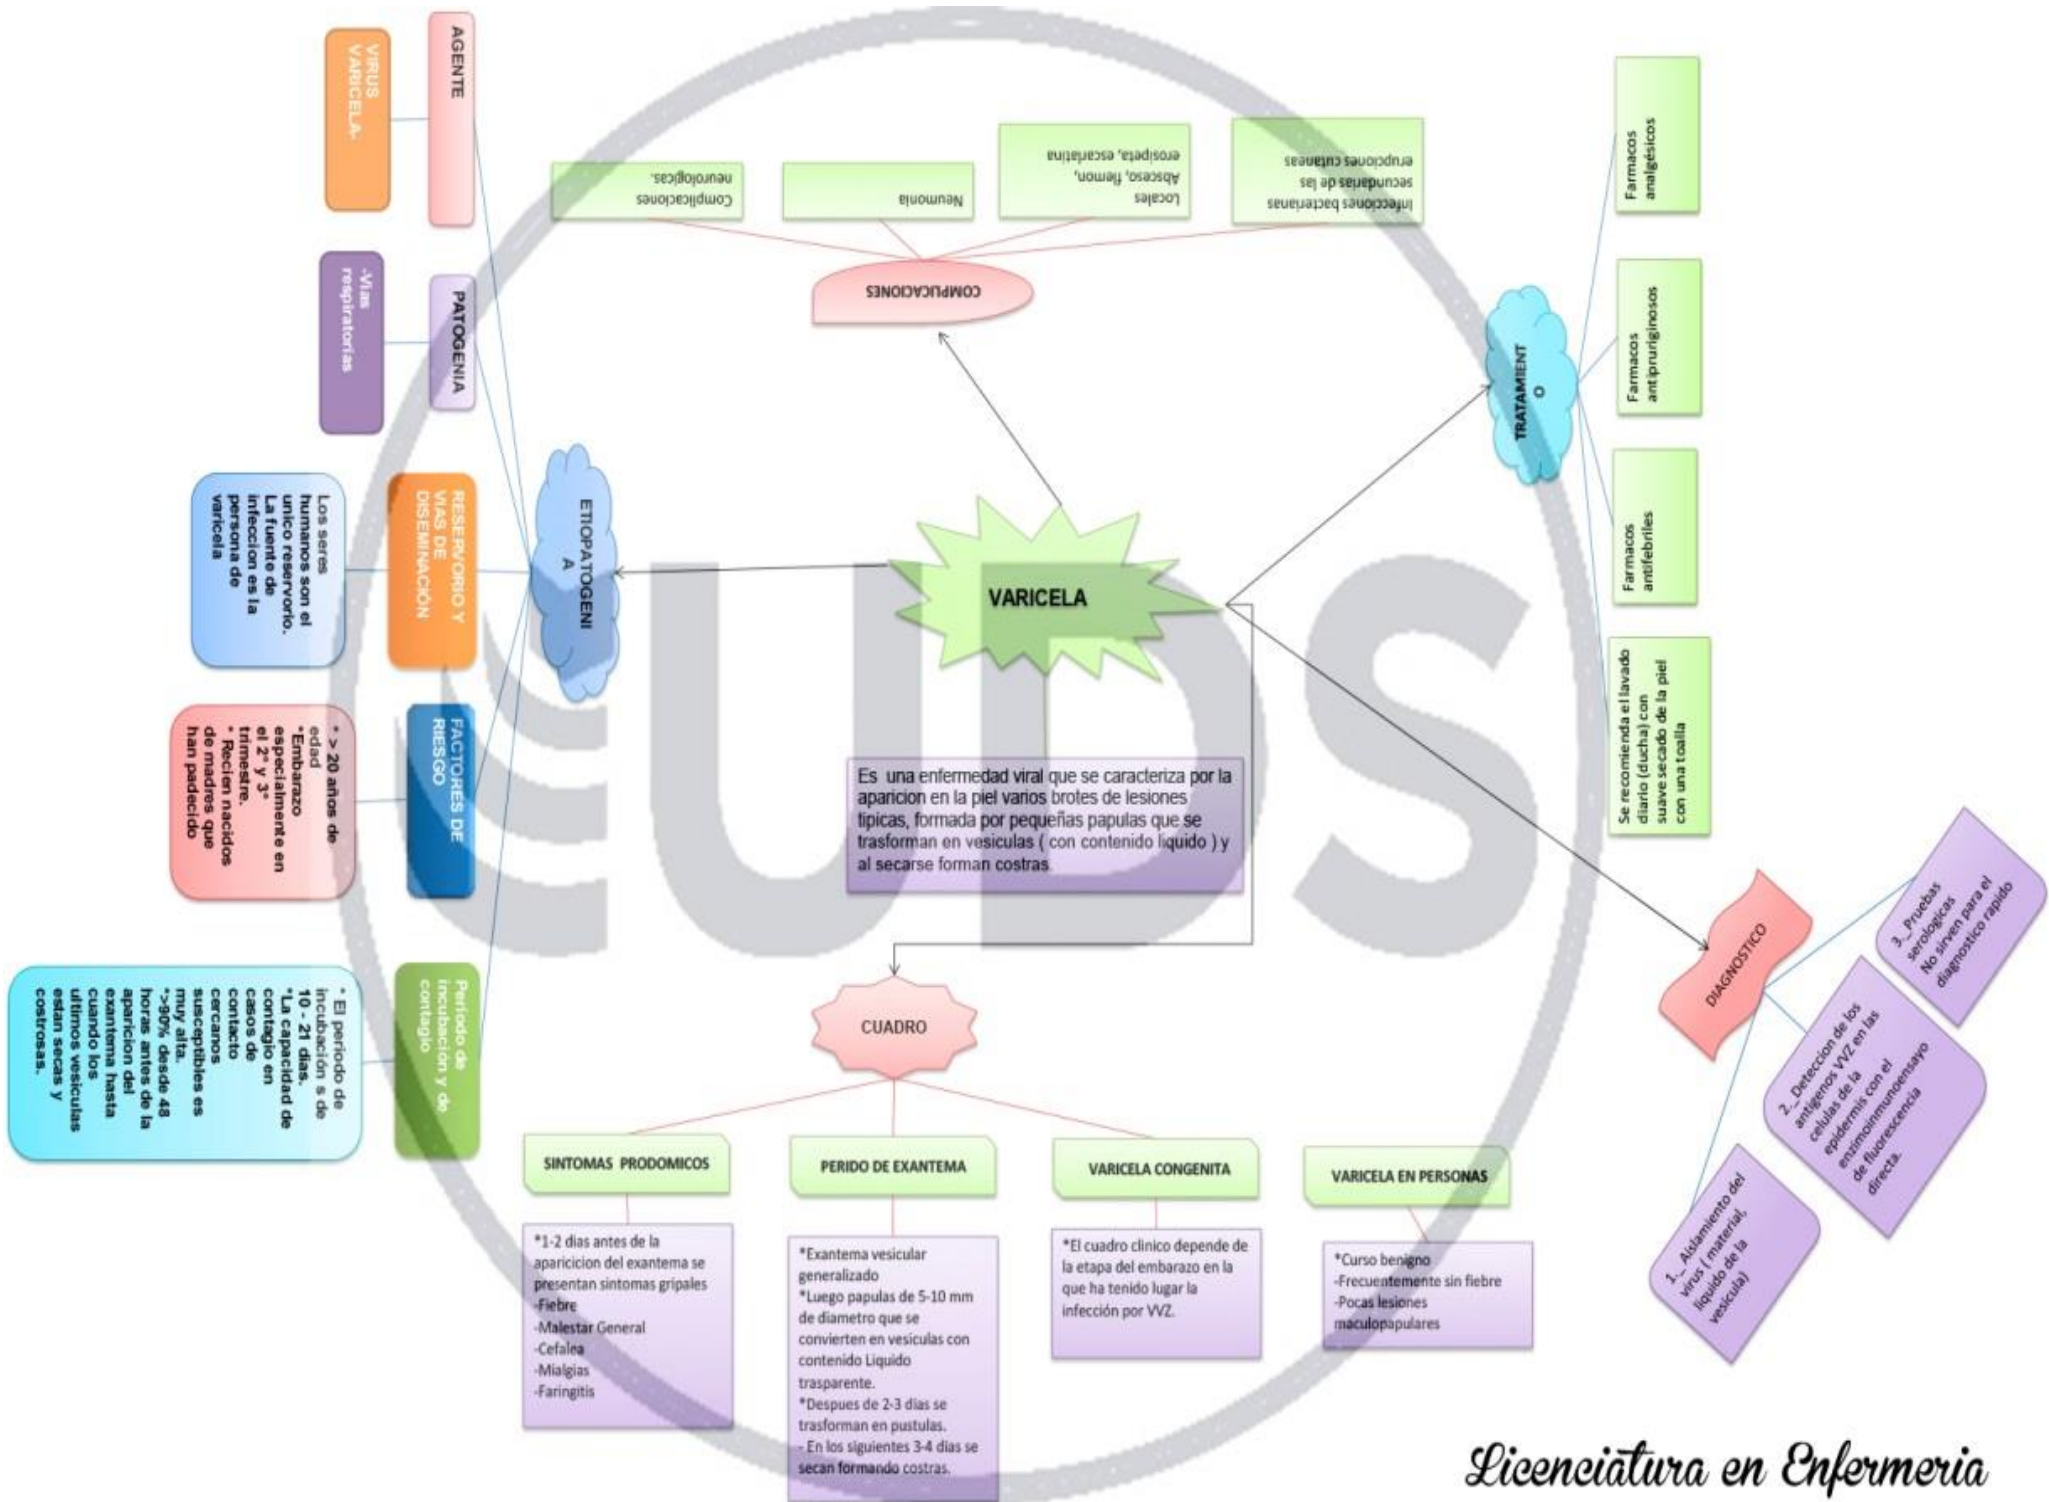 VARICELA
Es una enfermedad viral que se caracteriza por la
aparicion en la piel varios brotes de lesiones
tipicas, formada por pequeñas papulas que se
trasforman en vesiculas ( con contenido liquido ) y
al secarse forman costras.
ETIOPATOGENI
A
AGENTE
VIRUS
VARICELA-
PATOGENIA
-Vias
respiratorias
RESERVORIO Y
VIAS DE
DISEMINACIÓN
Los seres
humanos son el
unico reservorio.
La fuente de
infeccion es la
persona de
varicela
FACTORES DE
RIESGO
* > 20 años de
edad
*Embarazo
especialmente en
el 2° y 3°
trimestre.
* Recien nacidos
de madres que
han padecido
Periodo de
incubación y de
contagio
* El periodo de
incubación s de
10 - 21 dias.
*La capacidad de
contagio en
casos de
contacto
cercanos
susceptibles es
muy alta.
*>90% desde 48
horas antes de la
aparicion del
exantema hasta
cuando los
ultimos vesiculas
estan secas y
costrosas.
COMPLICACIONES
Complicaciones
neurologicas.
Neumonia
Locales
Absceso, flemon,
erosipeta, escarlatina
Infecciones bacterianas
secundarias de las
erupciones cutaneas
TRATAMIENT
O
Farmacos
analgésicos
Farmacos
antipruriginosos
Farmacos
antifebriles
Se recomienda el lavado
diario (ducha) con
suave secado de la piel
con una toalla
DIAGNOSTICO
1._ Aislamiento del
virus ( material,
liquido de la
vesicula)
2._Deteccion de los
antigenos VVZ en las
celulas de la
epidermis con el
enzimoinmunoensayo
de fluorescencia
directa.
3._Pruebas
serologicas
No sirven para el
diagnostico rapido
CUADRO
SINTOMAS PRODOMICOS
*1-2 dias antes de la
aparicicion del exantema se
presentan sintomas gripales
-Fiebre
-Malestar General
-Cefalea
-Mialgias
-Faringitis
PERIDO DE EXANTEMA
*Exantema vesicular
generalizado
*Luego papulas de 5-10 mm
de diametro que se
convierten en vesiculas con
contenido Liquido
trasparente.
*Despues de 2-3 dias se
trasforman en pustulas.
- En los siguientes 3-4 dias se
secan formando costras.
VARICELA CONGENITA
*El cuadro clinico depende de
la etapa del embarazo en la
que ha tenido lugar la
infección por VVZ.
VARICELA EN PERSONAS
*Curso benigno
-Frecuentemente sin fiebre
-Pocas lesiones
maculopapulares
UDS
Licenciatura en Enfermeria